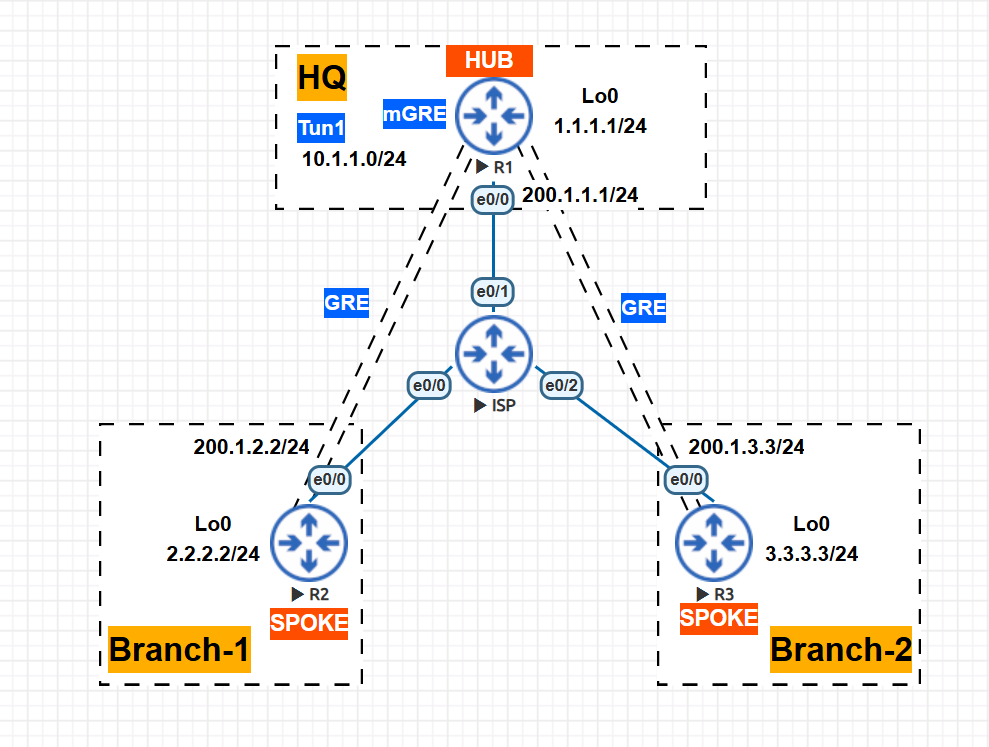 HUB
HQ
mGRE
Lo0
Tun1
1.1.1.1/24
10.1.1.0/24
R1
e0/0
200.1.1.1/24
e0/1
GRE
GRE
e0/0
e0/2
ISP
200.1.2.2/24
200.1.3.3/24
e0/0
e0/0
Lo0
2.2.2.2/24
Lo0
3.3.3.3/24
R2
R3
SPOKE
SPOKE
Branch-1
Branch-2